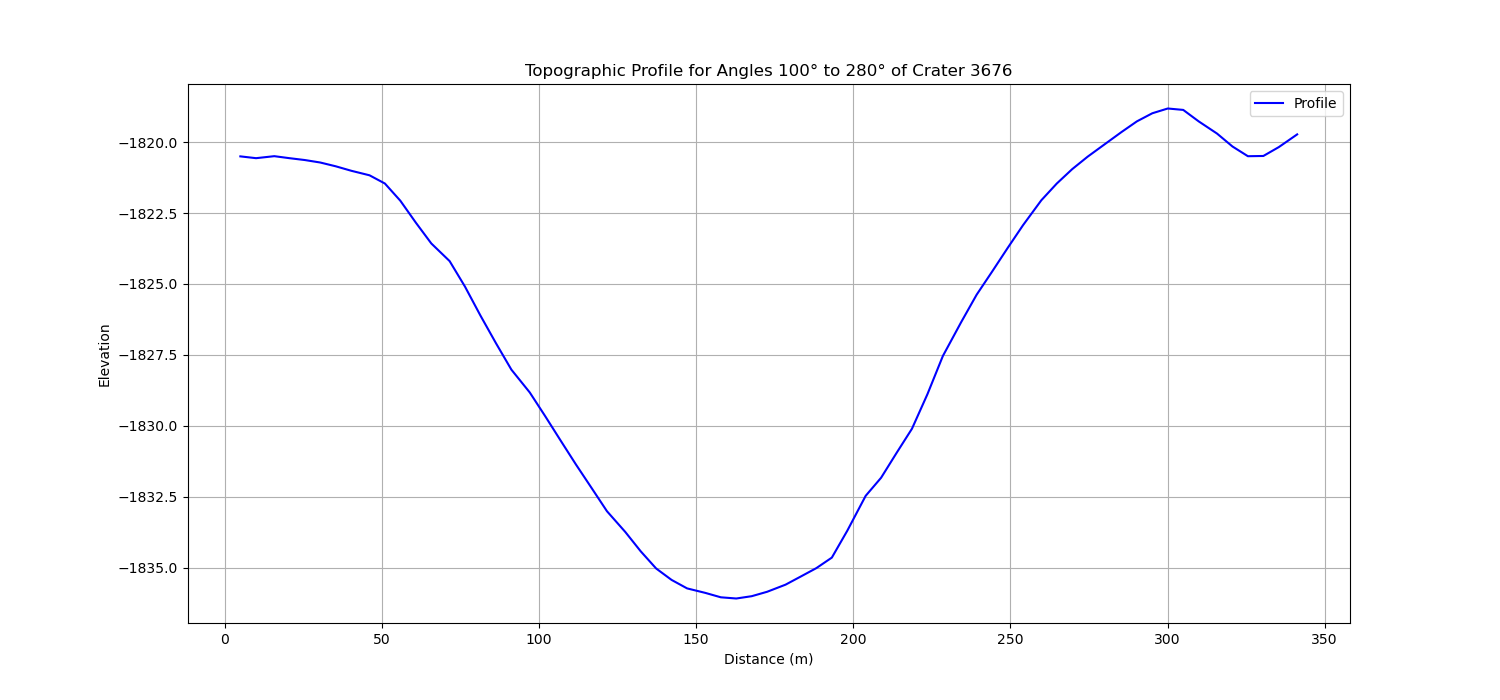 Topographic Profile for Angles 100° to 280° of Crater 3676
Profile
−1820.0
−1822.5
−1825.0
−1827.5
−1830.0
−1832.5
−1835.0
Elevation
0 50 100 150 200 250 300 350
Distance (m)